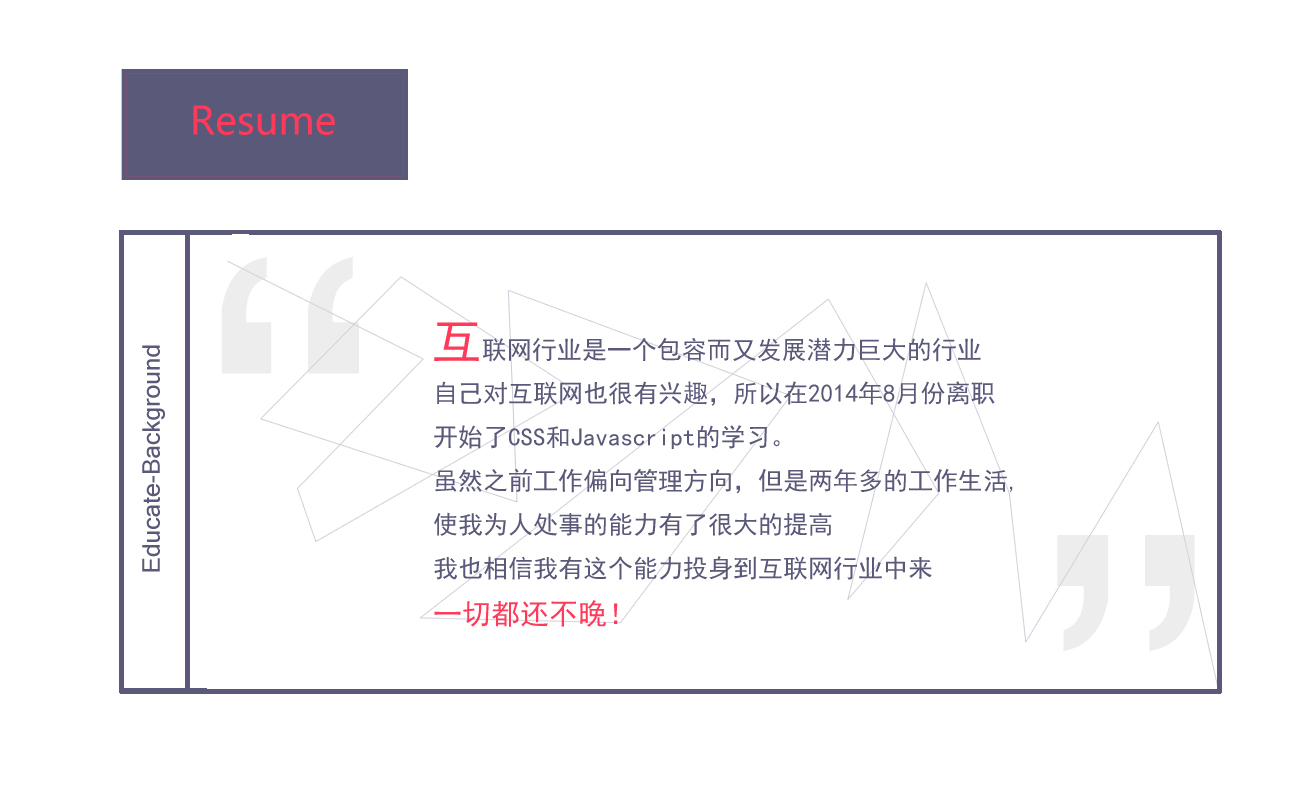 Resume
Educate-Background
互联网行业是一个包容而又发展潜力巨大的行业
自己对互联网也很有兴趣，所以在2014年8月份离职
开始了CSS和Javascript的学习。
虽然之前工作偏向管理方向，但是两年多的工作生活,
使我为人处事的能力有了很大的提高
我也相信我有这个能力投身到互联网行业中来
一切都还不晚！